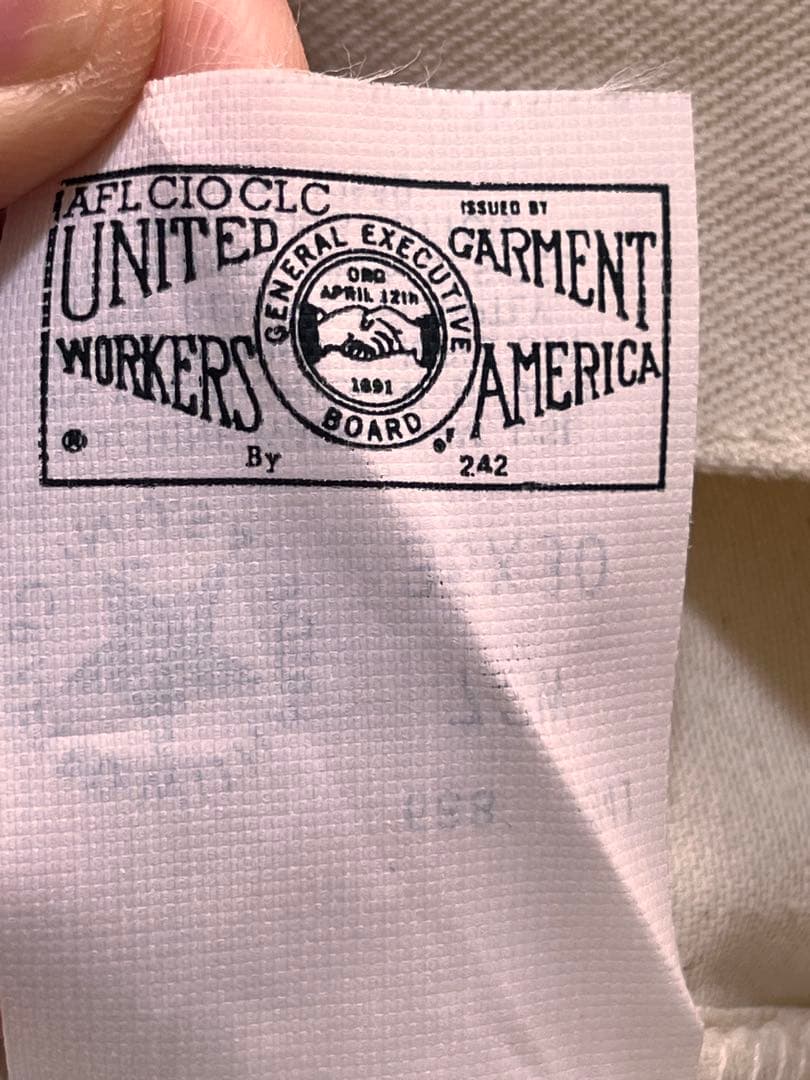 AFL CIO CLC
ISSUED BY
UNITED GARMENT
WORKERS OF AMERICA
GENERAL EXECUTIVE BOARD
ORG
APRIL 12th
1891
®
By
242